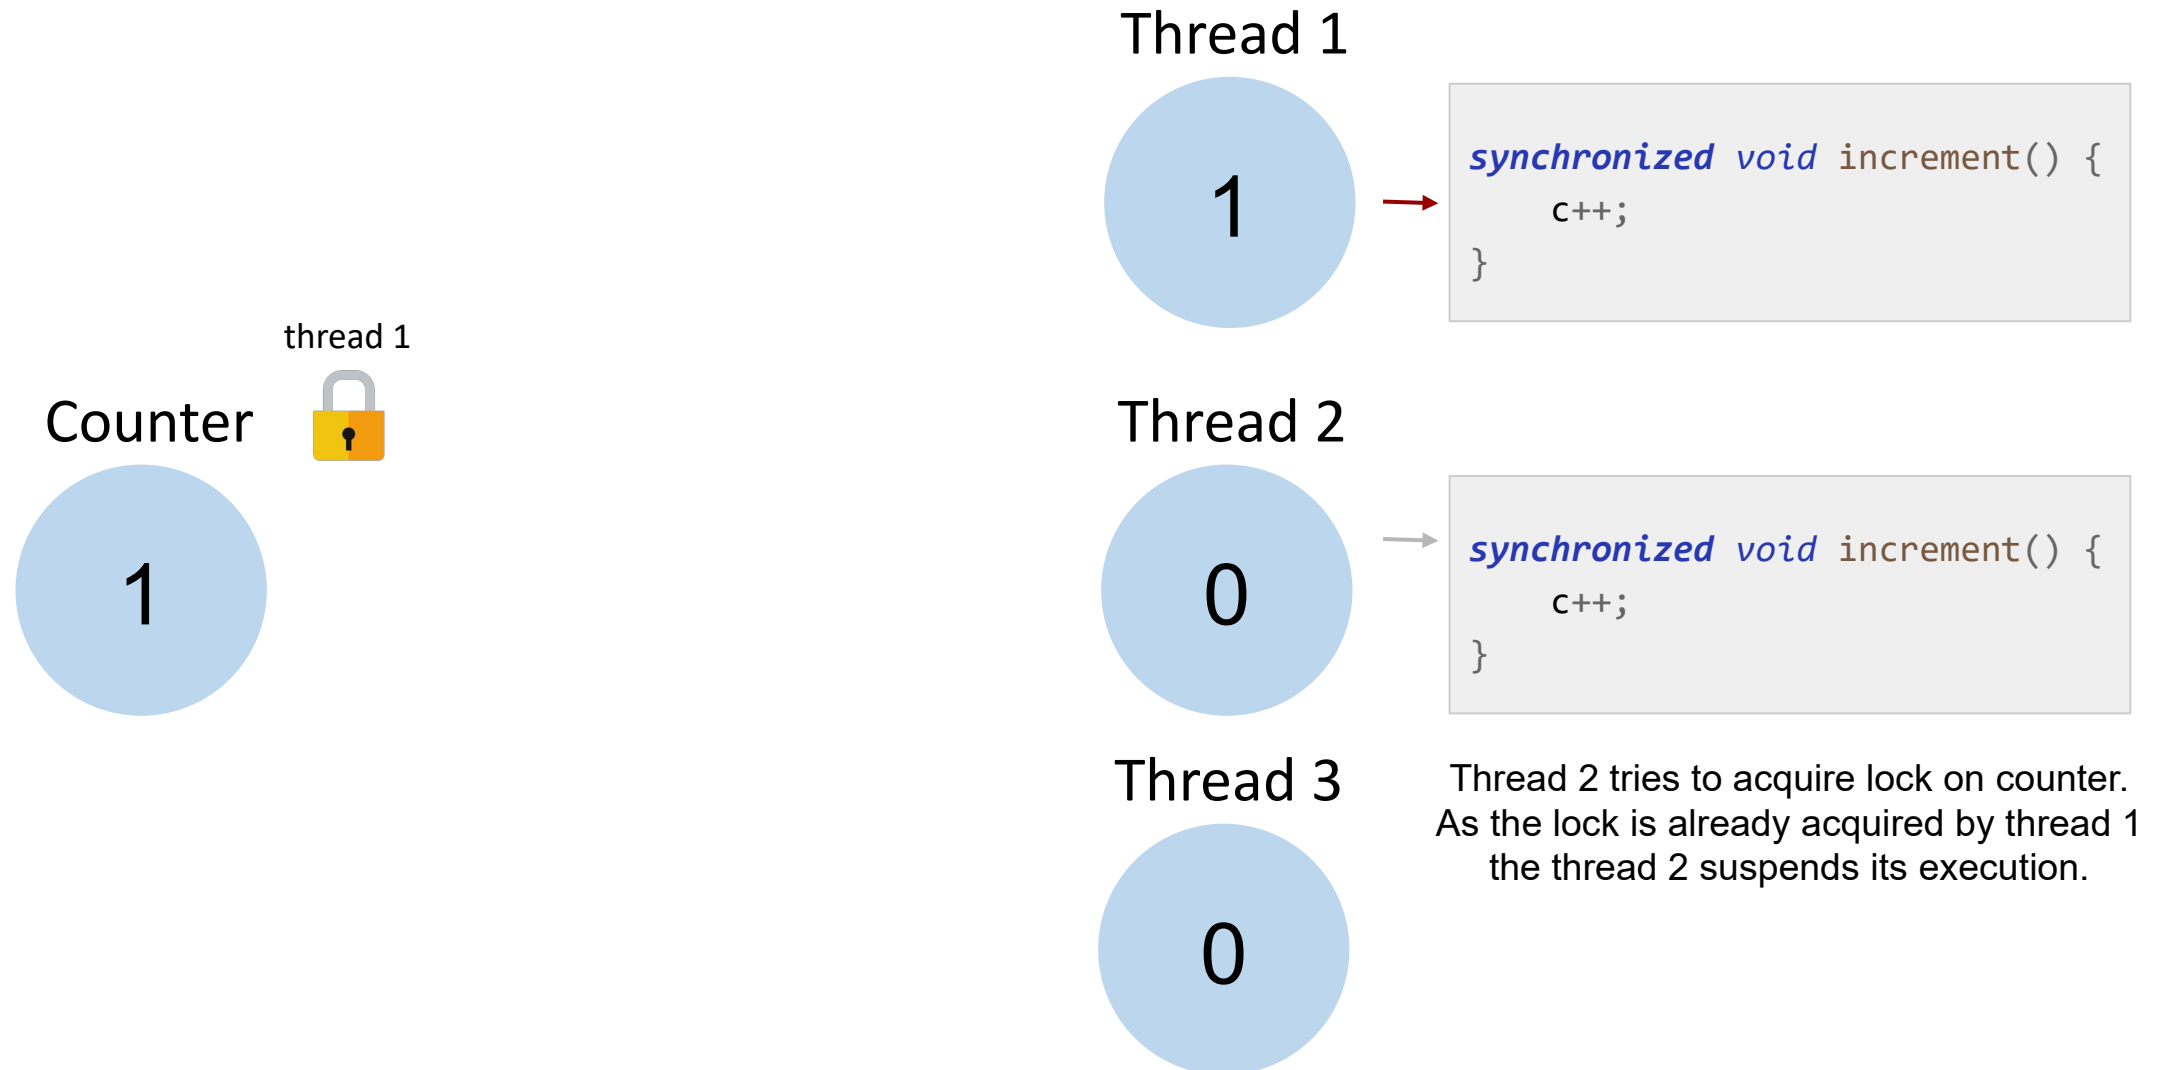 Thread 1
1
synchronized void increment() {
c++;
}
thread 1
Counter
1
Thread 2
0
synchronized void increment() {
c++;
}
Thread 3
0
Thread 2 tries to acquire lock on counter.
As the lock is already acquired by thread 1
the thread 2 suspends its execution.